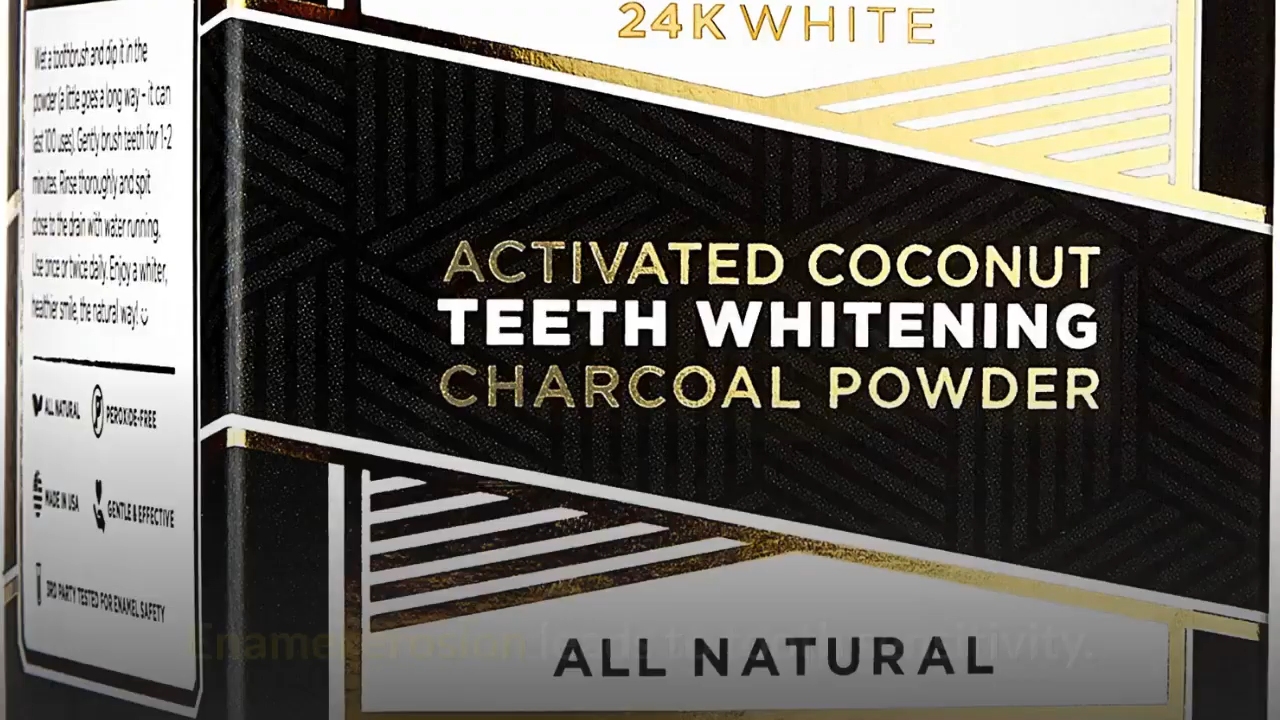 24K WHITE
Wet a toothbrush and dip it in the
powder (a little goes a long way - it can
last 100 uses). Gently brush teeth for 1-2
minutes. Rinse thoroughly and spit
close to the drain with water running.
Use once or twice daily. Enjoy a whiter,
healthier smile, the natural way!
ALL NATURAL
PEROXIDE-FREE
MADE IN USA
GENTLE & EFFECTIVE
3RD PARTY TESTED FOR ENAMEL SAFETY
ACTIVATED COCONUT
TEETH WHITENING
CHARCOAL POWDER
ALL NATURAL
Enamel erosion leads to sensitivity.